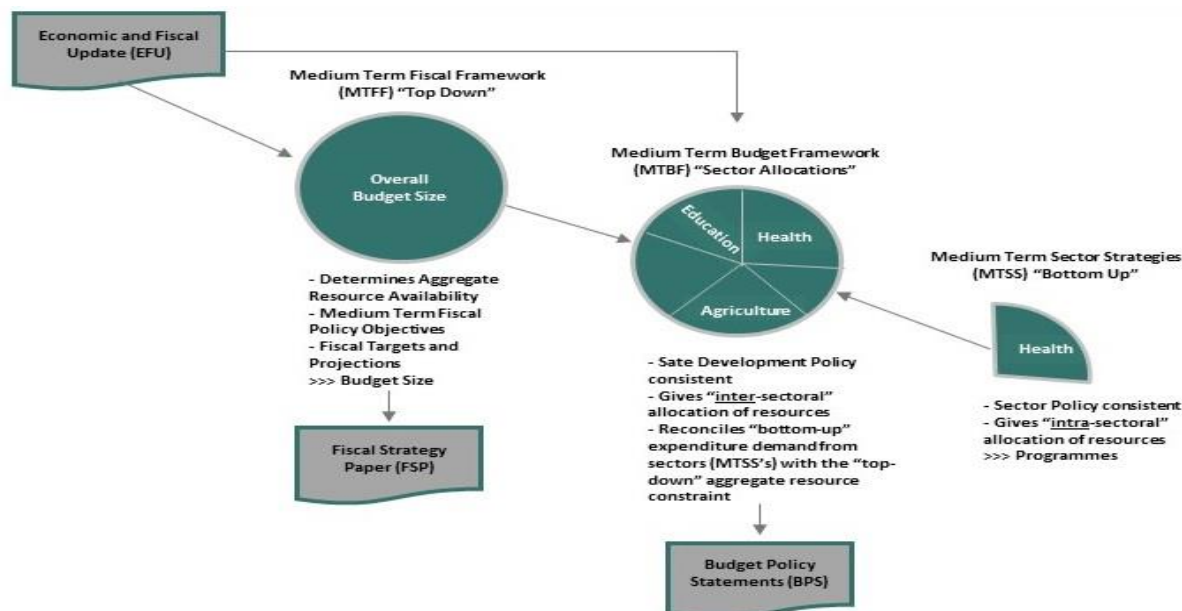 Economic and Fiscal
Update (EFU)
Medium Term Fiscal Framework
(MTFF) “Top Down”
Overall
Budget Size
- Determines Aggregate
Resource Availability
- Medium Term Fiscal
Policy Objectives
- Fiscal Targets and
Projections
>>> Budget Size
Fiscal Strategy
Paper (FSP)
Medium Term Budget Framework
(MTBF) “Sector Allocations”
Education
Health
Agriculture
- Sate Development Policy
consistent
- Gives “inter-sectoral”
allocation of resources
- Reconciles “bottom-up”
expenditure demand from
sectors (MTSS’s) with the “top-
down” aggregate resource
constraint
Budget Policy
Statements (BPS)
Medium Term Sector Strategies
(MTSS) “Bottom Up”
Health
- Sector Policy consistent
- Gives “intra-sectoral”
allocation of resources
>>> Programmes